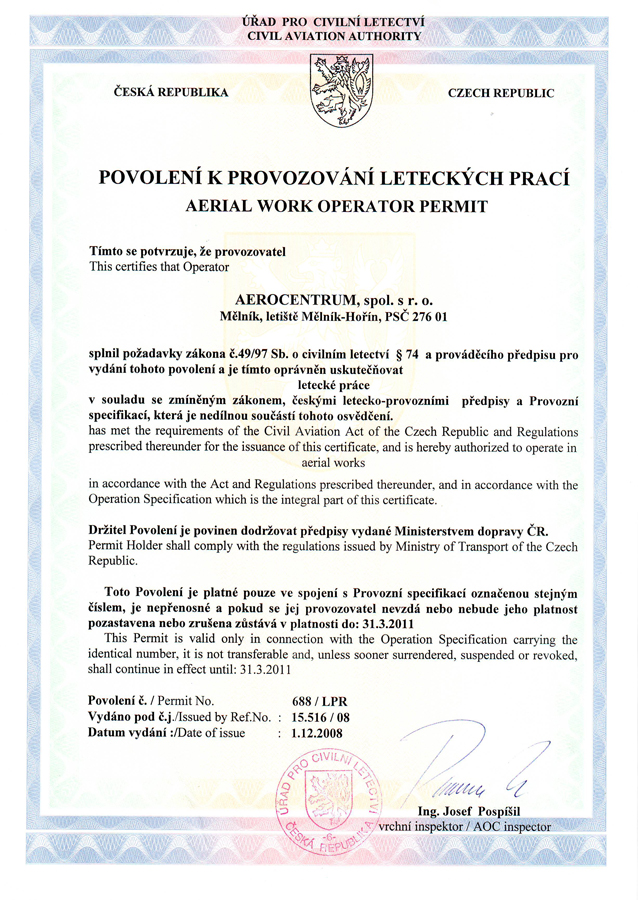 ÚŘAD PRO CIVILNÍ LETECTVÍ
CIVIL AVIATION AUTHORITY
ČESKÁ REPUBLIKA
CZECH REPUBLIC
POVOLENÍ K PROVOZOVÁNÍ LETECKÝCH PRACÍ
AERIAL WORK OPERATOR PERMIT
Tímto se potvrzuje, že provozovatel
This certifies that Operator
AEROCENTRUM, spol. s r. o.
Mělník, letiště Mělník-Hořín, PSČ 276 01
splnil požadavky zákona č.49/97 Sb. o civilním letectví § 74 a prováděcího předpisu pro
vydání tohoto povolení a je tímto oprávněn uskutečňovat
letecké práce
v souladu se zmíněným zákonem, českými letecko-provozními předpisy a Provozní
specifikací, která je nedílnou součástí tohoto osvědčení.
has met the requirements of the Civil Aviation Act of the Czech Republic and Regulations
prescribed thereunder for the issuance of this certificate, and is hereby authorized to operate in
aerial works
in accordance with the Act and Regulations prescribed thereunder, and in accordance with the
Operation Specification which is the integral part of this certificate.
Držitel Povolení je povinen dodržovat předpisy vydané Ministerstvem dopravy ČR.
Permit Holder shall comply with the regulations issued by Ministry of Transport of the Czech
Republic.
Toto Povolení je platné pouze ve spojení s Provozní specifikací označenou stejným
číslem, je nepřenosné a pokud se jej provozovatel nevzdá nebo nebude jeho platnost
pozastavena nebo zrušena zůstává v platnosti do: 31.3.2011
This Permit is valid only in connection with the Operation Specification carrying the
identical number, it is not transferable and, unless sooner surrendered, suspended or revoked,
shall continue in effect until: 31.3.2011
Povolení č. / Permit No. 688 / LPR
Vydáno pod č.j./Issued by Ref.No. : 15.516 / 08
Datum vydání :/Date of issue : 1.12.2008
ÚŘAD PRO CIVILNÍ LETECTVÍ
-6-
ČESKÁ REPUBLIKA
Ing. Josef Pospíšil
vrchní inspektor / AOC inspector